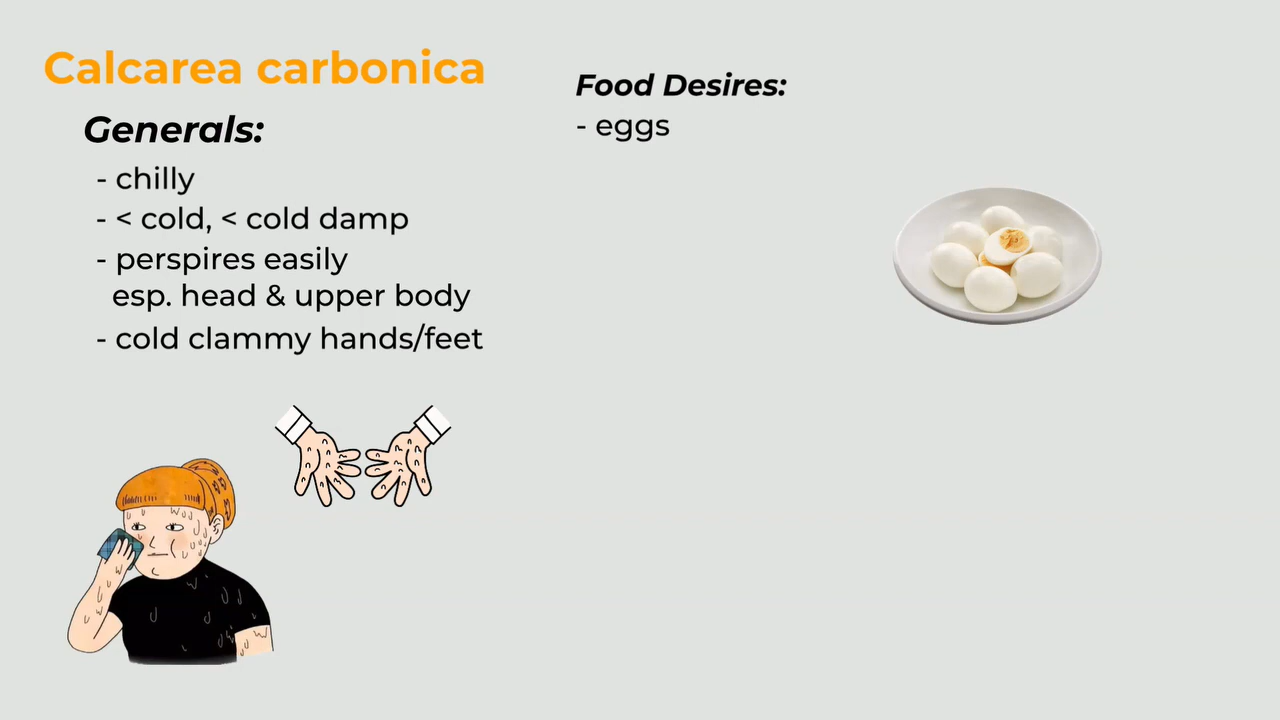 Calcarea carbonica
Generals:
- chilly
- < cold, < cold damp
- perspires easily
esp. head & upper body
- cold clammy hands/feet
Food Desires:
- eggs